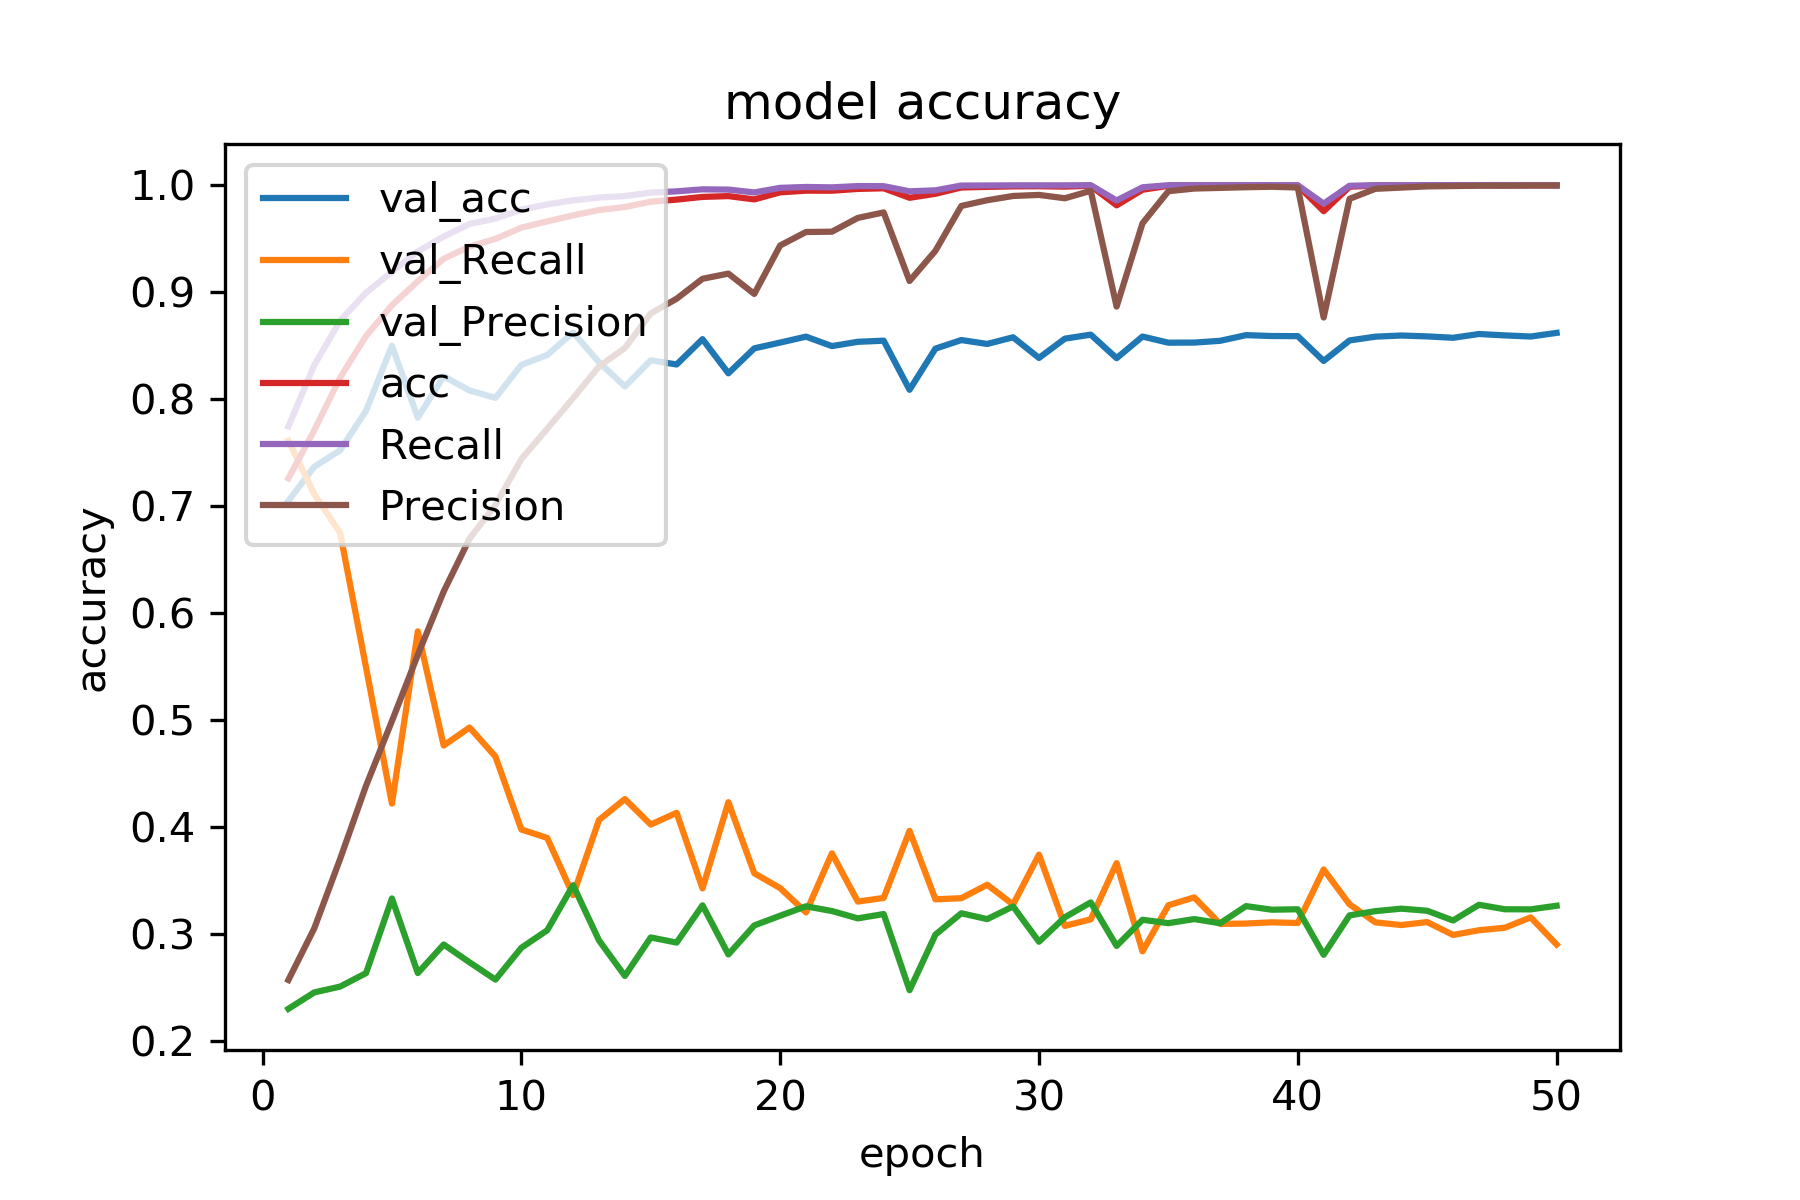 model accuracy
val_acc
val_Recall
val_Precision
acc
Recall
Precision
accuracy
1.0
0.9
0.8
0.7
0.6
0.5
0.4
0.3
0.2
0 10 20 30 40 50
epoch